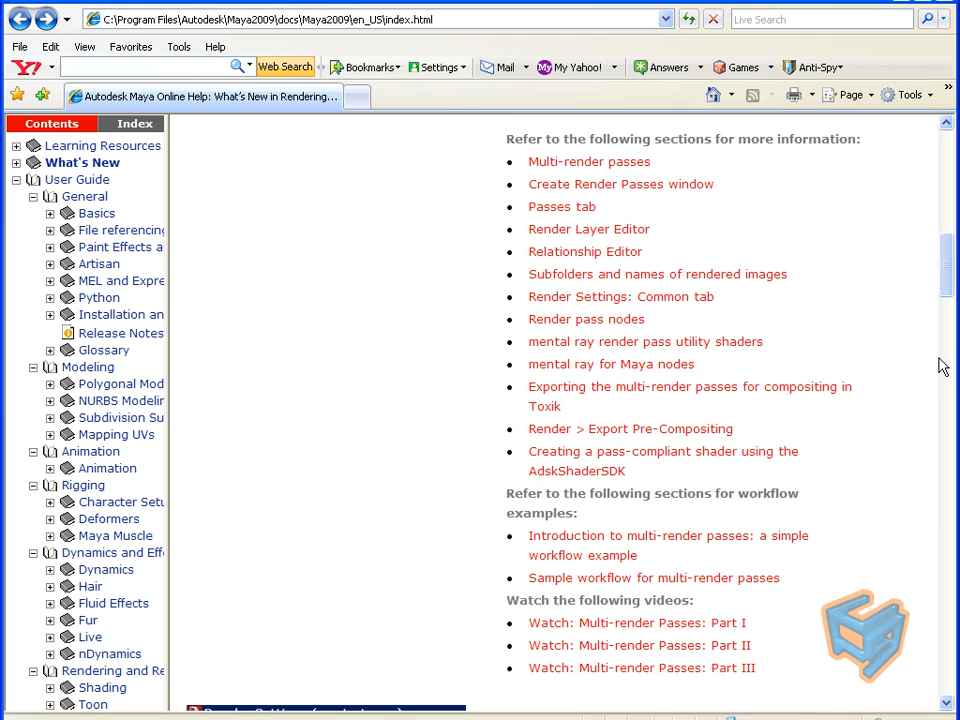 C:\Program Files\Autodesk\Maya2009\docs\Maya2009\en_US\index.html
Live Search
File Edit View Favorites Tools Help
Y! Web Search Bookmarks Settings Mail My Yahoo! Answers Games Anti-Spy
Autodesk Maya Online Help: What's New in Rendering...
Page Tools
Contents Index
Learning Resources
What's New
User Guide
General
Basics
File referencing
Paint Effects a
Artisan
MEL and Expre
Python
Installation an
Release Notes
Glossary
Modeling
Polygonal Mod
NURBS Modelin
Subdivision Su
Mapping UVs
Animation
Animation
Rigging
Character Setu
Deformers
Maya Muscle
Dynamics and Effe
Dynamics
Hair
Fluid Effects
Fur
Live
nDynamics
Rendering and Re
Shading
Toon
Refer to the following sections for more information:
Multi-render passes
Create Render Passes window
Passes tab
Render Layer Editor
Relationship Editor
Subfolders and names of rendered images
Render Settings: Common tab
Render pass nodes
mental ray render pass utility shaders
mental ray for Maya nodes
Exporting the multi-render passes for compositing in
Toxik
Render > Export Pre-Compositing
Creating a pass-compliant shader using the
AdskShaderSDK
Refer to the following sections for workflow
examples:
Introduction to multi-render passes: a simple
workflow example
Sample workflow for multi-render passes
Watch the following videos:
Watch: Multi-render Passes: Part I
Watch: Multi-render Passes: Part II
Watch: Multi-render Passes: Part III